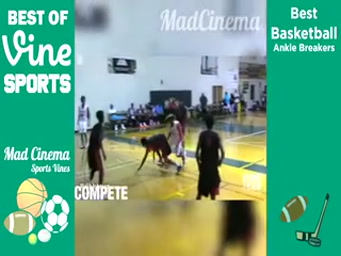 BEST OF
Vine
SPORTS
Mad Cinema
Sports Vines
MadCinema
COMPETE
Best
Basketball
Ankle Breakers